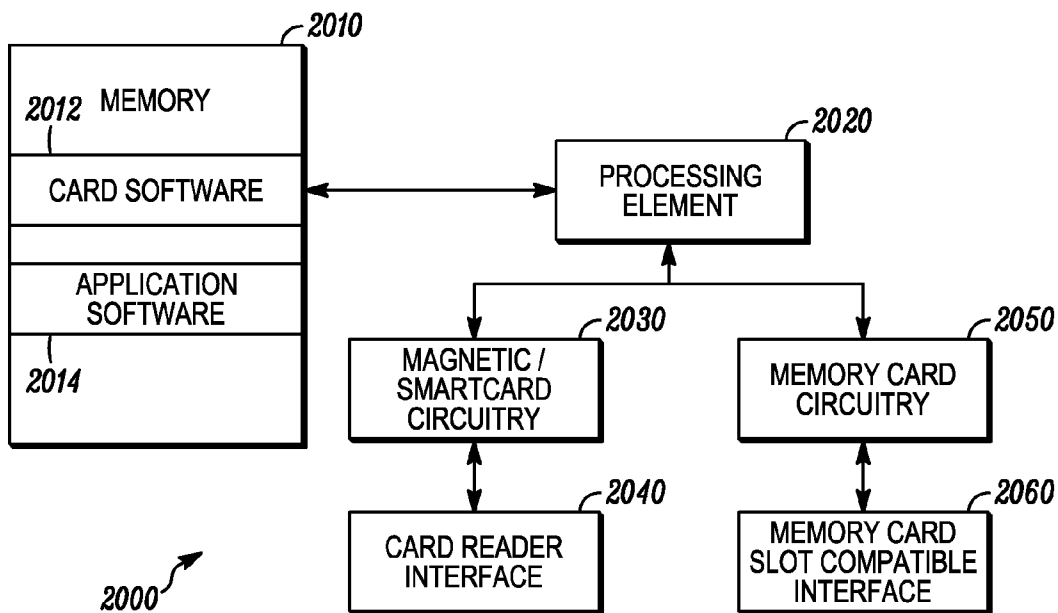 2010
MEMORY
2012
CARD SOFTWARE
APPLICATION
SOFTWARE
2014
2020
PROCESSING
ELEMENT
2030
MAGNETIC /
SMARTCARD
CIRCUITRY
2050
MEMORY CARD
CIRCUITRY
2040
CARD READER
INTERFACE
2060
MEMORY CARD
SLOT COMPATIBLE
INTERFACE
2000